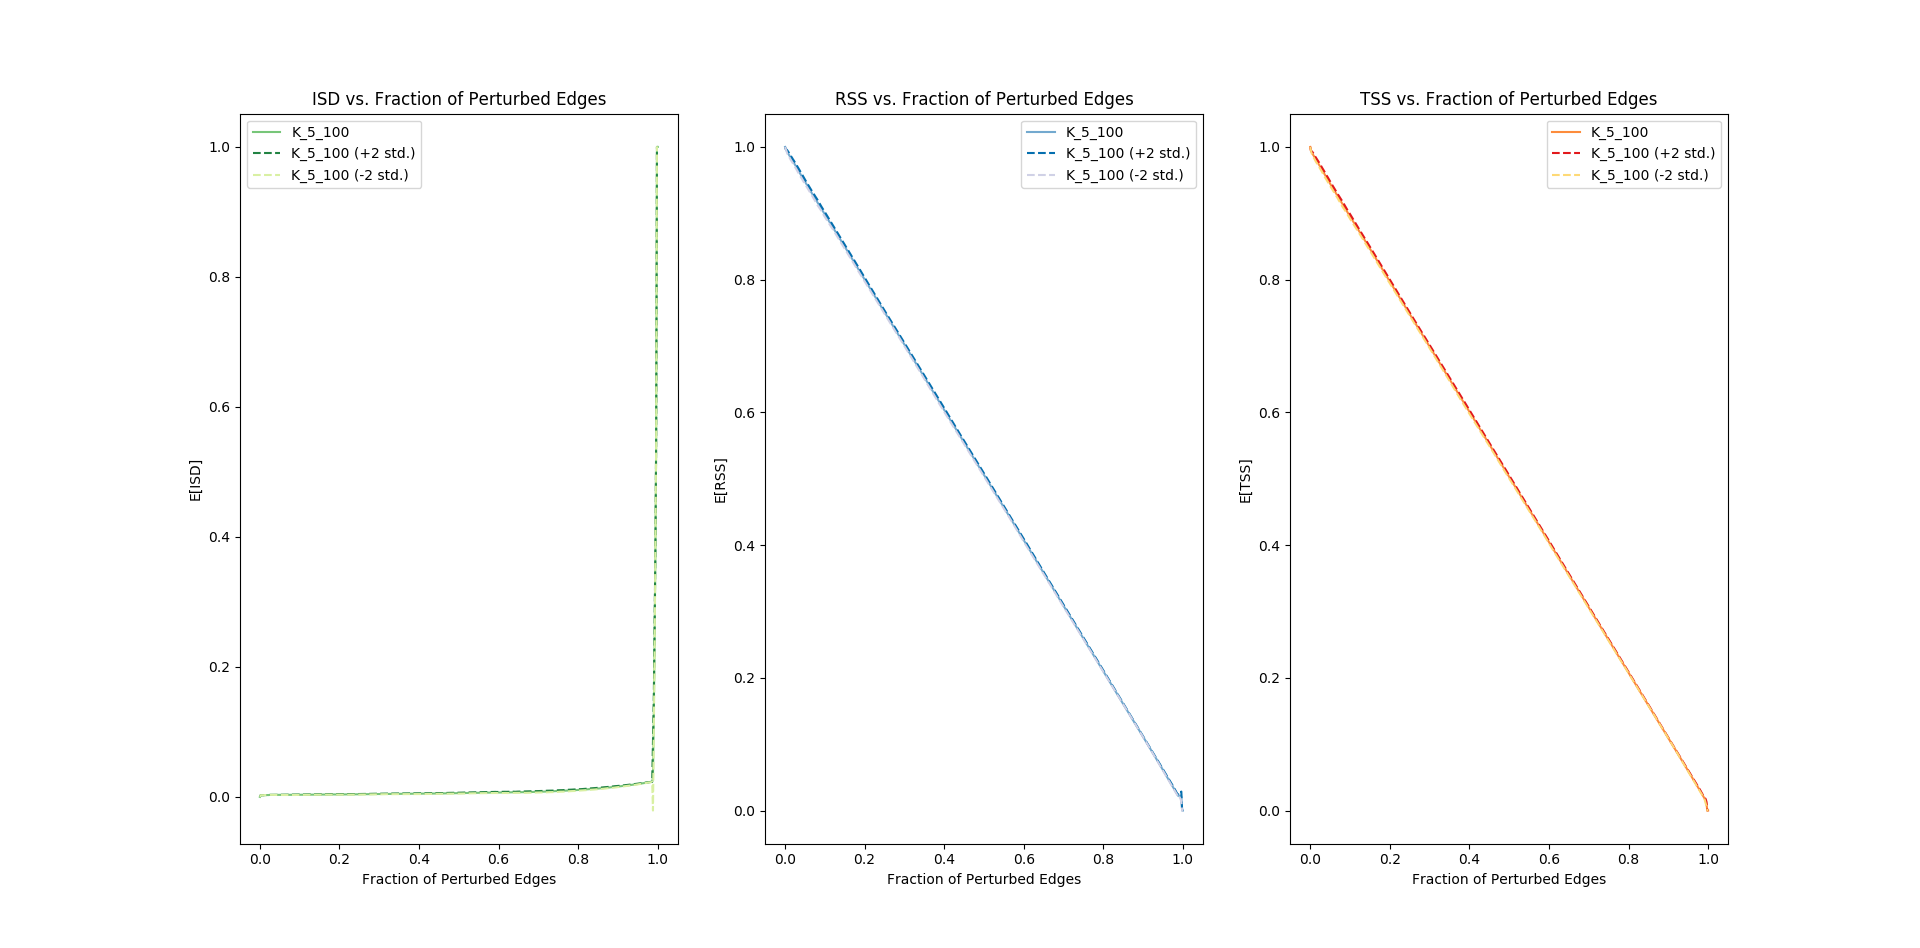 ISD vs. Fraction of Perturbed Edges
K_5_100
K_5_100 (+2 std.)
K_5_100 (-2 std.)
1.0
0.8
0.6
0.4
0.2
0.0
E[ISD]
0.0 0.2 0.4 0.6 0.8 1.0
Fraction of Perturbed Edges
RSS vs. Fraction of Perturbed Edges
K_5_100
K_5_100 (+2 std.)
K_5_100 (-2 std.)
1.0
0.8
0.6
0.4
0.2
0.0
E[RSS]
0.0 0.2 0.4 0.6 0.8 1.0
Fraction of Perturbed Edges
TSS vs. Fraction of Perturbed Edges
K_5_100
K_5_100 (+2 std.)
K_5_100 (-2 std.)
1.0
0.8
0.6
0.4
0.2
0.0
E[TSS]
0.0 0.2 0.4 0.6 0.8 1.0
Fraction of Perturbed Edges